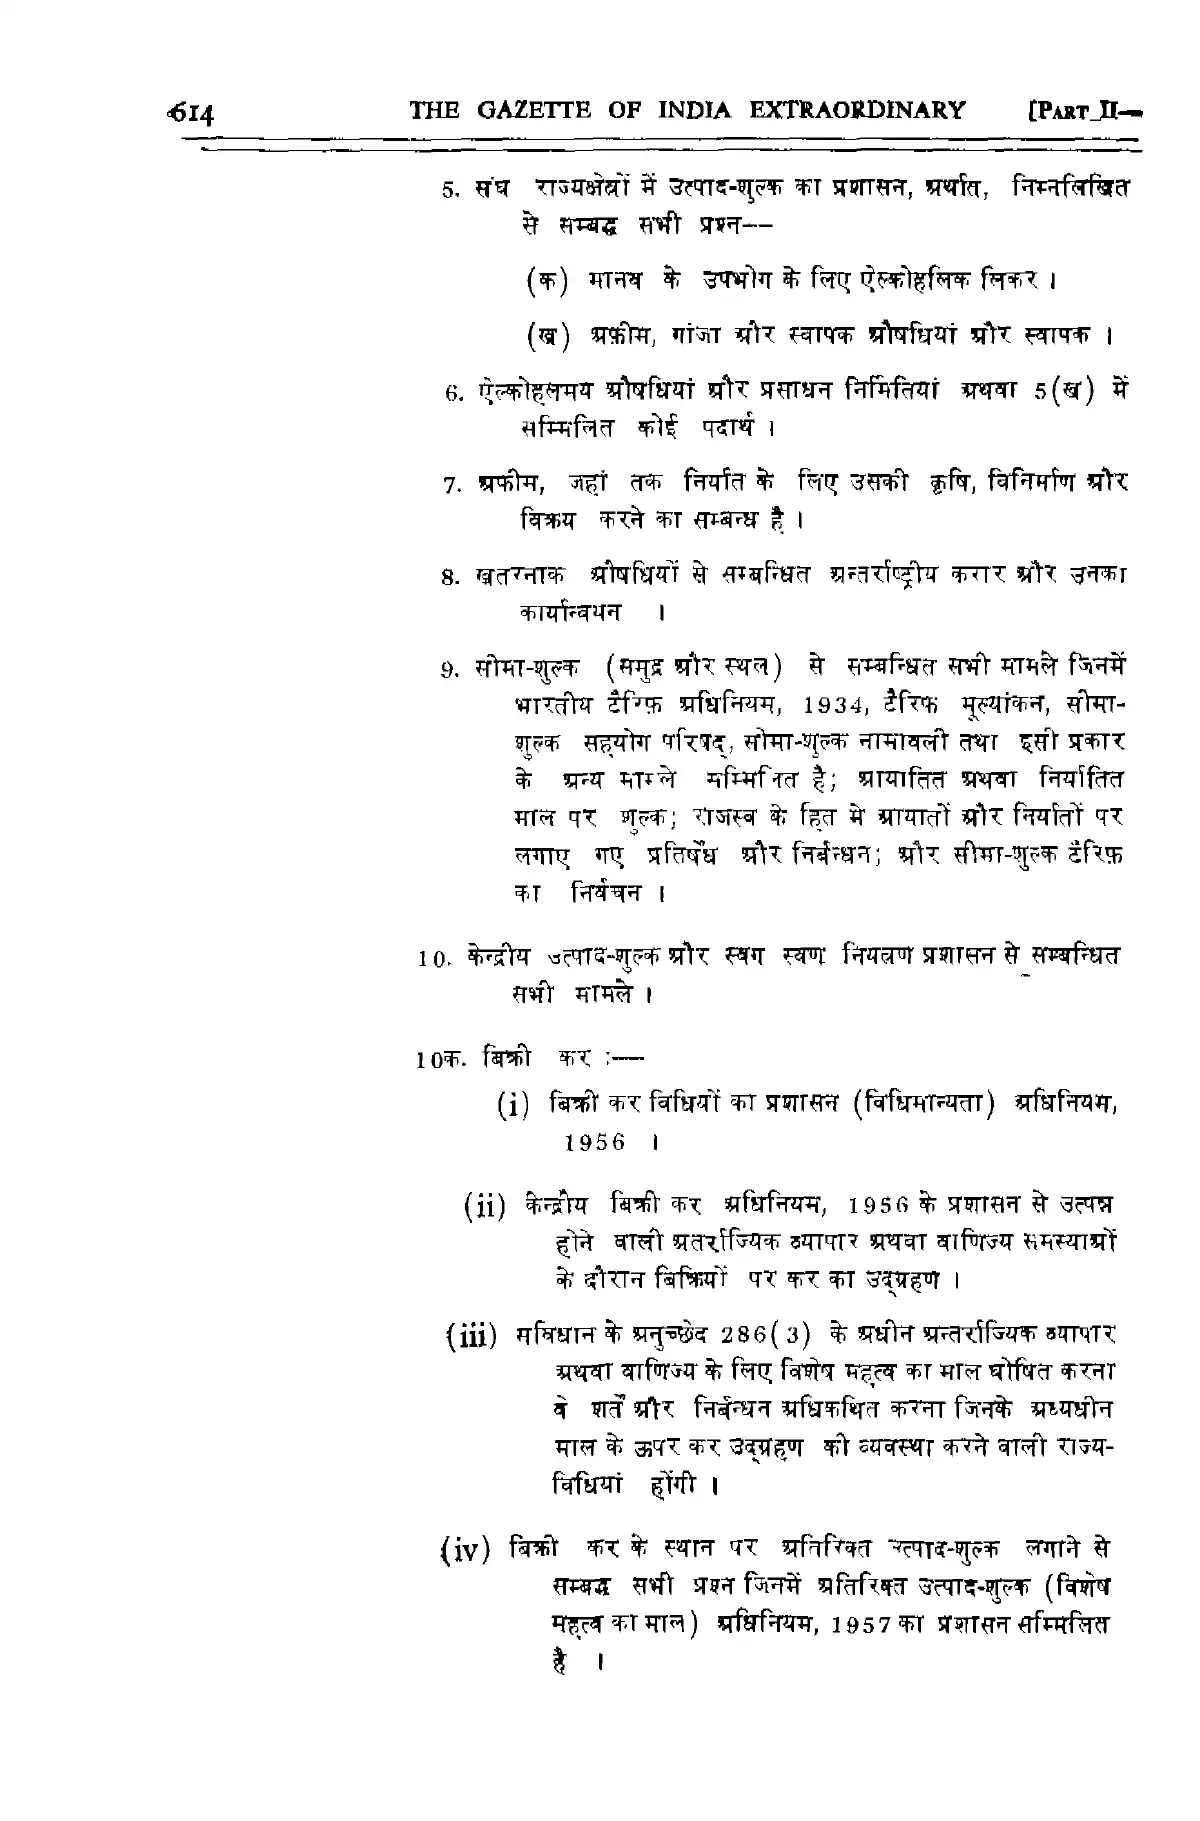 614 THE GAZETTE OF INDIA EXTRAORDINARY [PART II—
5. संघ राज्यक्षेत्रों में उत्पाद-शुल्क का प्रशासन, अर्थात, निम्नलिखित
से सम्बद्ध सभी प्रश्न--
(क) मानव के उपभोग के लिए ऐल्कोहलिक लिकर ।
(ख) अफ़ीम, गांजा और स्वापक औषधियां और स्वापक ।
6. ऐल्कोहलमय औषधियां और प्रसाधन निर्मितियां अथवा 5(ख) में
सम्मिलित कोई पदार्थ ।
7. अफीम, जहां तक निर्यात के लिए उसकी कृषि, विनिर्माण और
विक्रय करने का सम्बन्ध है ।
8. खतरनाक औषधियों से सम्बन्धित अन्तर्राष्ट्रीय करार और उनका
कार्यान्वयन ।
9. सीमा-शुल्क (समुद्र और स्थल) से सम्बन्धित सभी मामले जिनमें
भारतीय टैरिफ़ अधिनियम, 1934, टैरिफ मूल्यांकन, सीमा-
शुल्क सहयोग परिषद्, सीमा-शुल्क नामावली तथा इसी प्रकार
के अन्य मामले सम्मिलित है; आयातित अथवा निर्यातित
माल पर शुल्क; राजस्व के हित मे आयातों और निर्यातों पर
लगाए गए प्रतिषेंध और निर्बन्धन; और सीमा-शुल्क टैरिफ़
का निर्वचन ।
10. केन्द्रीय उत्पाद-शुल्क और स्वण नियत्रण प्रशासन से सम्बन्धित
सभी मामले ।
10क. बिक्री कर :—
(i) बिक्री कर विधियों का प्रशासन (विधिमान्यता) अधिनियम,
1956 ।
(ii) केन्द्रीय बिक्री कर अधिनियम, 1956 के प्रशासन से उत्पन्न
होने वाली अतर्राज्यिक व्यापार अथवा वाणिज्य समस्याओं
के दौरान बिक्रियों पर कर का उद्ग्रहण ।
(iii) सविधान के अनुच्छेद 286(3) के अधीन अन्तर्राज्यिक व्यापार
अथवा वाणिज्य के लिए विशेष महत्व का माल घोषित करना
वे शर्तें और निर्बन्धन अधिकथित करना जिनके अध्यधीन
माल के ऊपर कर उद्ग्रहण की व्यवस्था करने वाली राज्य-
विधियां होंगी ।
(iv) बिक्री कर के स्थान पर अतिरिक्त उत्पाद-शुल्क लगाने से
सम्बद्ध सभी प्रश्न जिनमें अतिरिक्त उत्पाद-शुल्क (विशेष
महत्व का माल) अधिनियम, 1957 का प्रशासन सम्मिलित
है ।